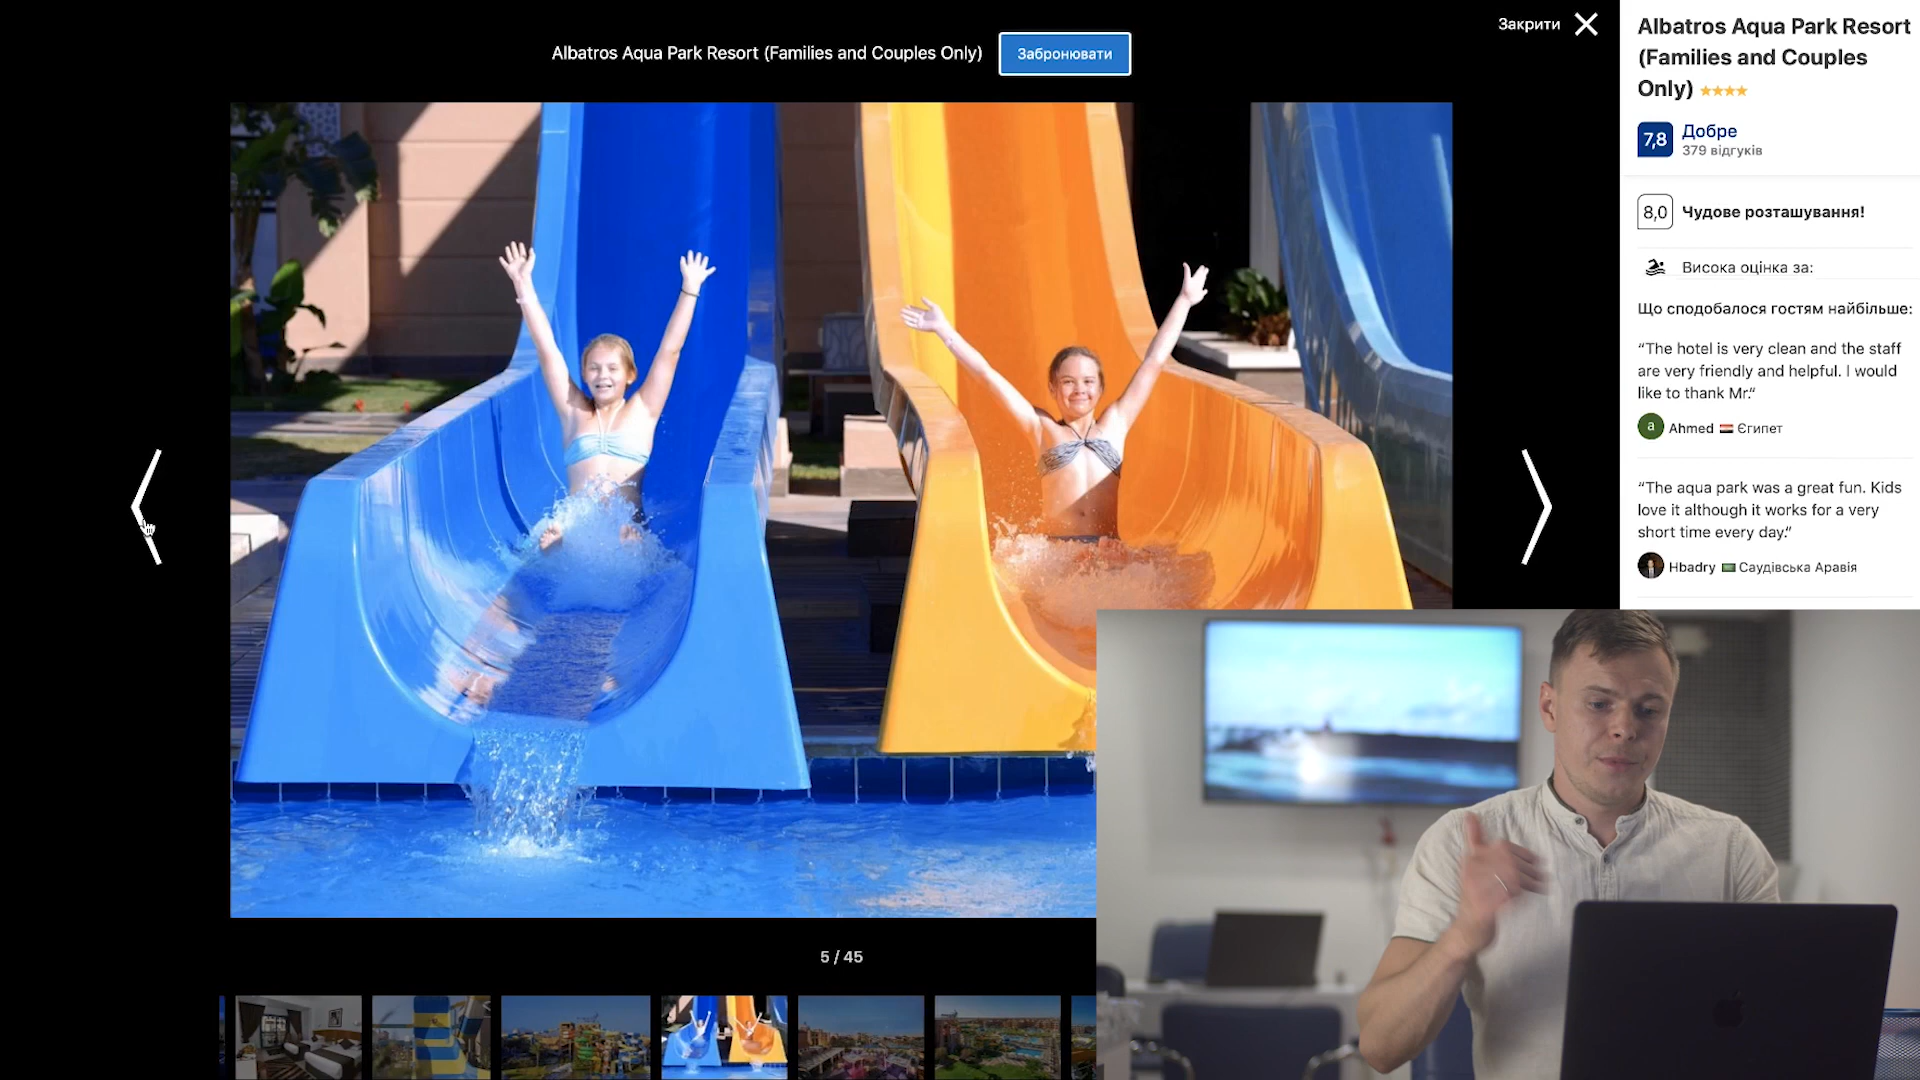 Закрити
Albatros Aqua Park Resort (Families and Couples Only)
Забронювати
5 / 45
Albatros Aqua Park Resort
(Families and Couples
Only)
7,8
Добре
379 відгуків
8,0
Чудове розташування!
Висока оцінка за:
Що сподобалося гостям найбільше:
“The hotel is very clean and the staff
are very friendly and helpful. I would
like to thank Mr.“
a
Ahmed
Єгипет
“The aqua park was a great fun. Kids
love it although it works for a very
short time every day.”
Hbadry
Саудівська Аравія